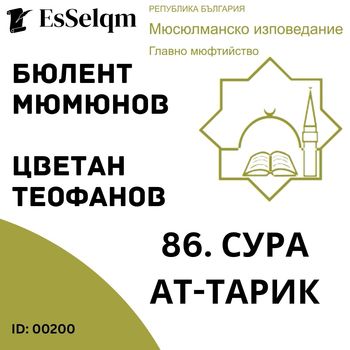 EsSelqm
РЕПУБЛИКА БЪЛГАРИЯ
Мюсюлманско изповедание
Главно мюфтийство
БЮЛЕНТ
МЮМЮНОВ
ЦВЕТАН
ТЕОФАНОВ
86. СУРА
АТ-ТАРИК
ID: 00200